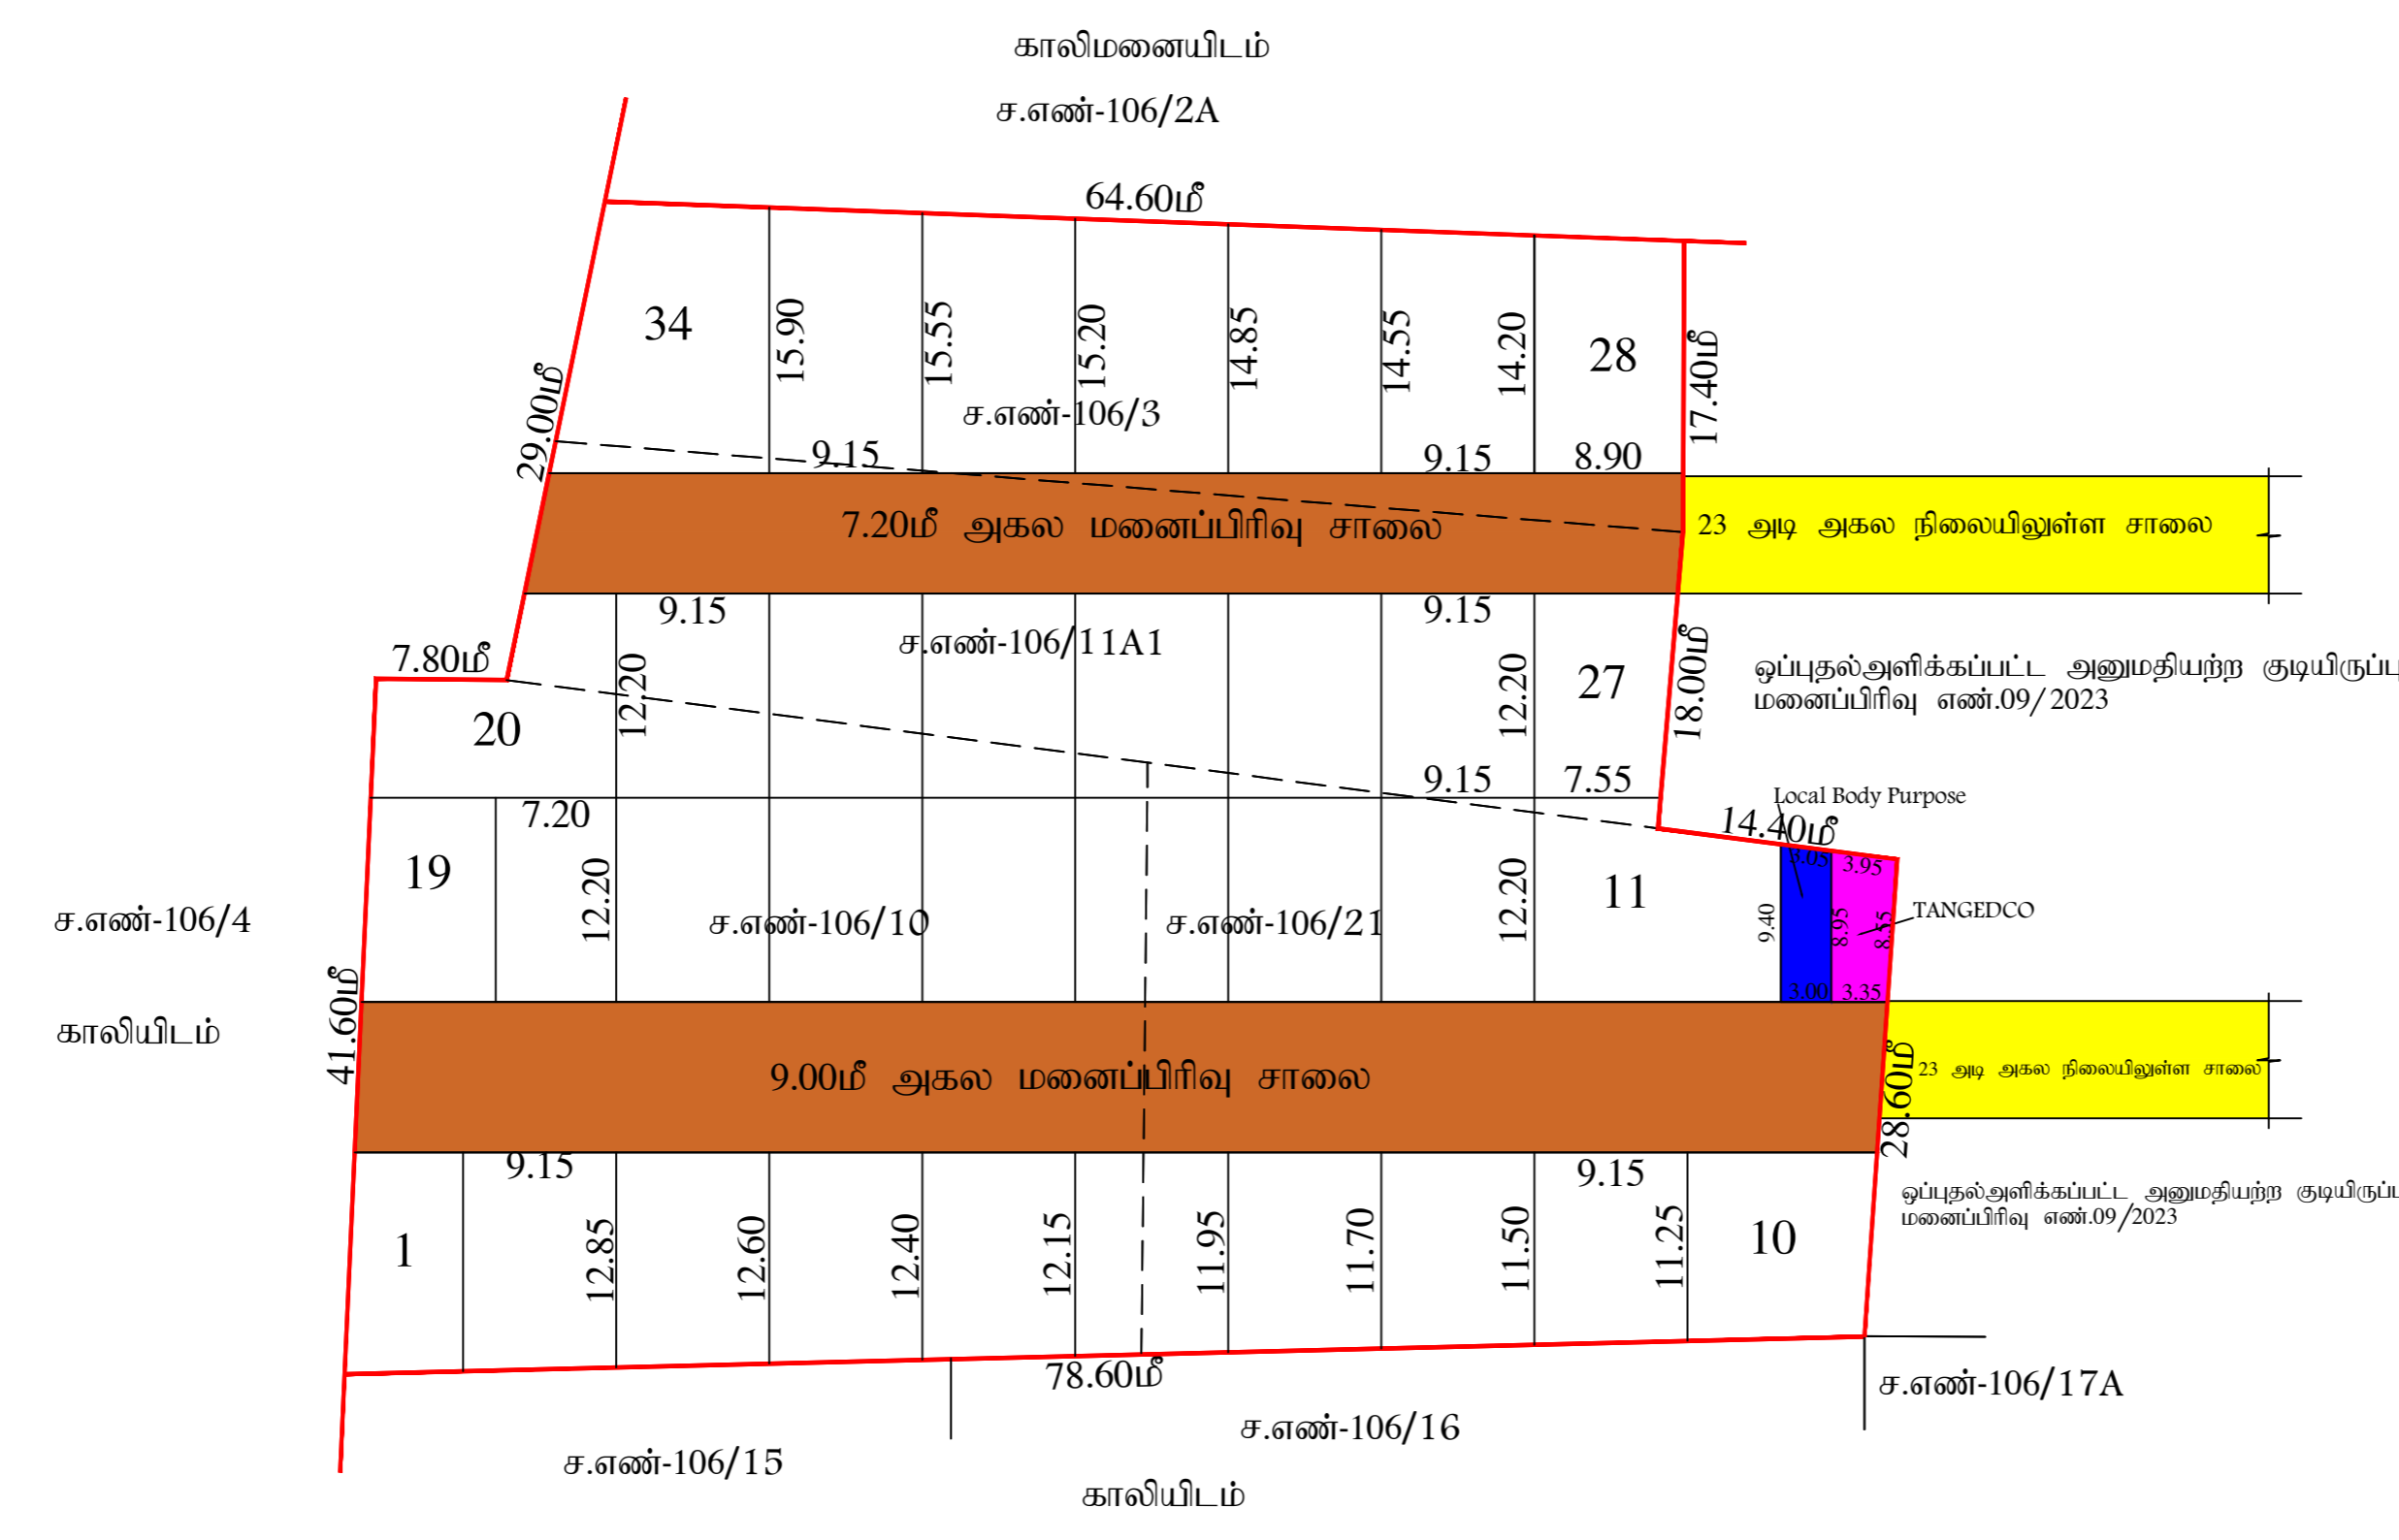 காலிமனையிடம்
ச.எண்-106/2A
64.60மீ
34
15.90
15.55
15.20
14.85
14.55
14.20
28
17.40மீ
29.00மீ
ச.எண்-106/3
9.15
9.15
8.90
7.20மீ அகல மனைப்பிரிவு சாலை
23 அடி அகல நிலையிலுள்ள சாலை
9.15
9.15
ச.எண்-106/11A1
7.80மீ
12.20
12.20
27
18.00மீ
ஒப்புதல்அளிக்கப்பட்ட அனுமதியற்ற குடியிருப்பு
மனைப்பிரிவு எண்.09/2023
20
9.15
7.55
Local Body Purpose
7.20
14.40மீ
3.05
3.95
19
12.20
12.20
11
9.40
8.95
8.55
TANGEDCO
ச.எண்-106/4
ச.எண்-106/10
ச.எண்-106/21
3.00
3.35
காலியிடம்
41.60மீ
9.00மீ அகல மனைப்பிரிவு சாலை
28.60மீ
23 அடி அகல நிலையிலுள்ள சாலை
9.15
9.15
ஒப்புதல்அளிக்கப்பட்ட அனுமதியற்ற
மனைப்பிரிவு எண்.09/2023
1
12.85
12.60
12.40
12.15
11.95
11.70
11.50
11.25
10
78.60மீ
ச.எண்-106/17A
ச.எண்-106/16
ச.எண்-106/15
காலியிடம்